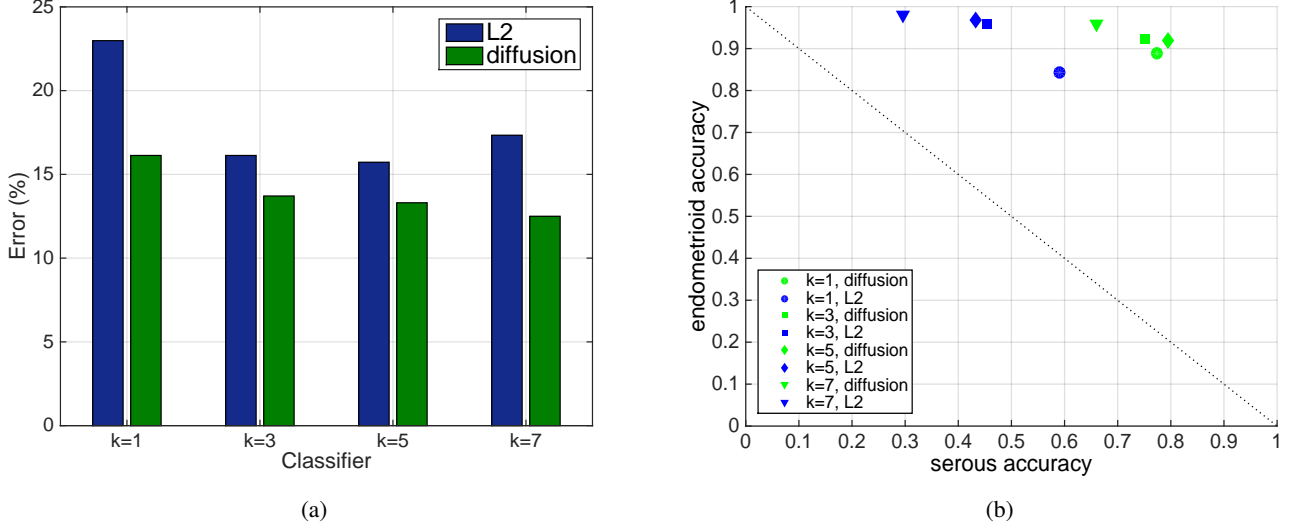 25
20
15
10
5
0
Error (%)
k=1
k=3
k=5
k=7
Classifier
L2
diffusion
(a)
1
0.9
0.8
0.7
0.6
0.5
0.4
0.3
0.2
0.1
0
endometrioid accuracy
k=1, diffusion
k=1, L2
k=3, diffusion
k=3, L2
k=5, diffusion
k=5, L2
k=7, diffusion
k=7, L2
0 0.1 0.2 0.3 0.4 0.5 0.6 0.7 0.8 0.9 1
serous accuracy
(b)